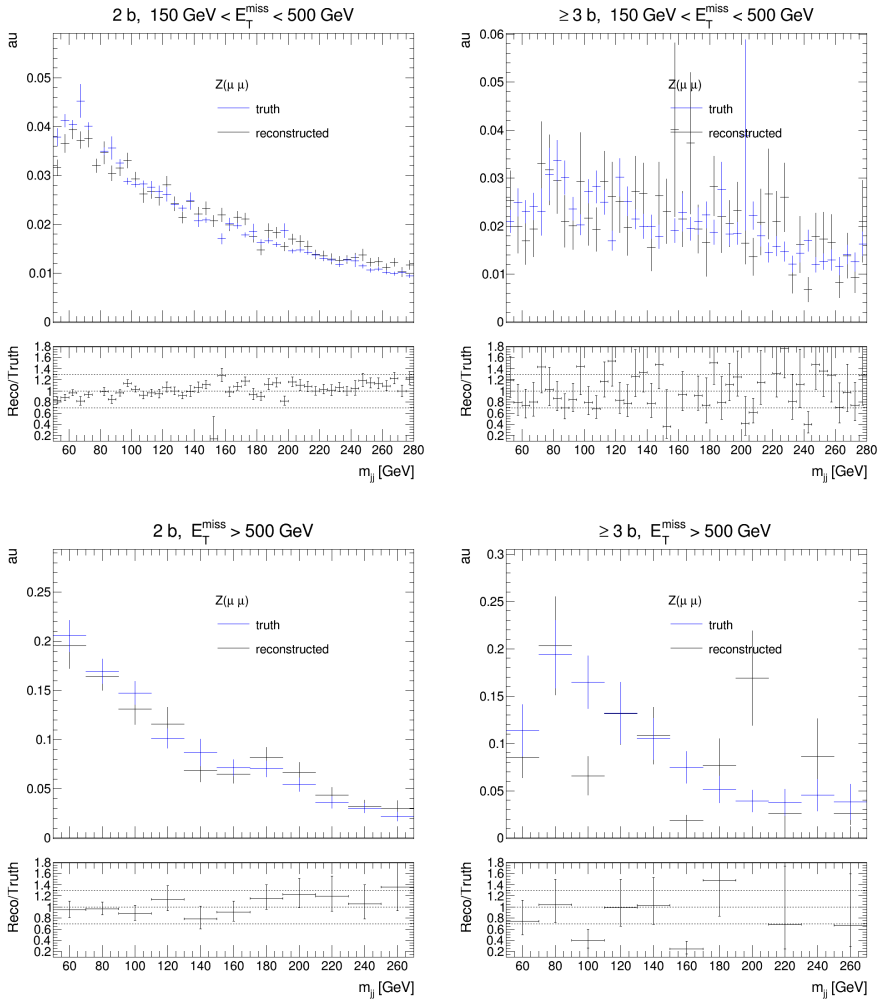 2 b, 150 GeV < E_T^miss < 500 GeV
au
0.05
0.04
0.03
0.02
0.01
0
Z(μ μ)
truth
reconstructed
Reco/Truth
1.8
1.6
1.4
1.2
1
0.8
0.6
0.4
0.2
60 80 100 120 140 160 180 200 220 240 260 280
m_jj [GeV]
≥ 3 b, 150 GeV < E_T^miss < 500 GeV
au
0.06
0.05
0.04
0.03
0.02
0.01
0
Z(μ μ)
truth
reconstructed
Reco/Truth
1.8
1.6
1.4
1.2
1
0.8
0.6
0.4
0.2
60 80 100 120 140 160 180 200 220 240 260 280
m_jj [GeV]
2 b, E_T^miss > 500 GeV
au
0.25
0.2
0.15
0.1
0.05
0
Z(μ μ)
truth
reconstructed
Reco/Truth
1.8
1.6
1.4
1.2
1
0.8
0.6
0.4
0.2
60 80 100 120 140 160 180 200 220 240 260
m_jj [GeV]
≥ 3 b, E_T^miss > 500 GeV
au
0.3
0.25
0.2
0.15
0.1
0.05
0
Z(μ μ)
truth
reconstructed
Reco/Truth
1.8
1.6
1.4
1.2
1
0.8
0.6
0.4
0.2
60 80 100 120 140 160 180 200 220 240 260
m_jj [GeV]